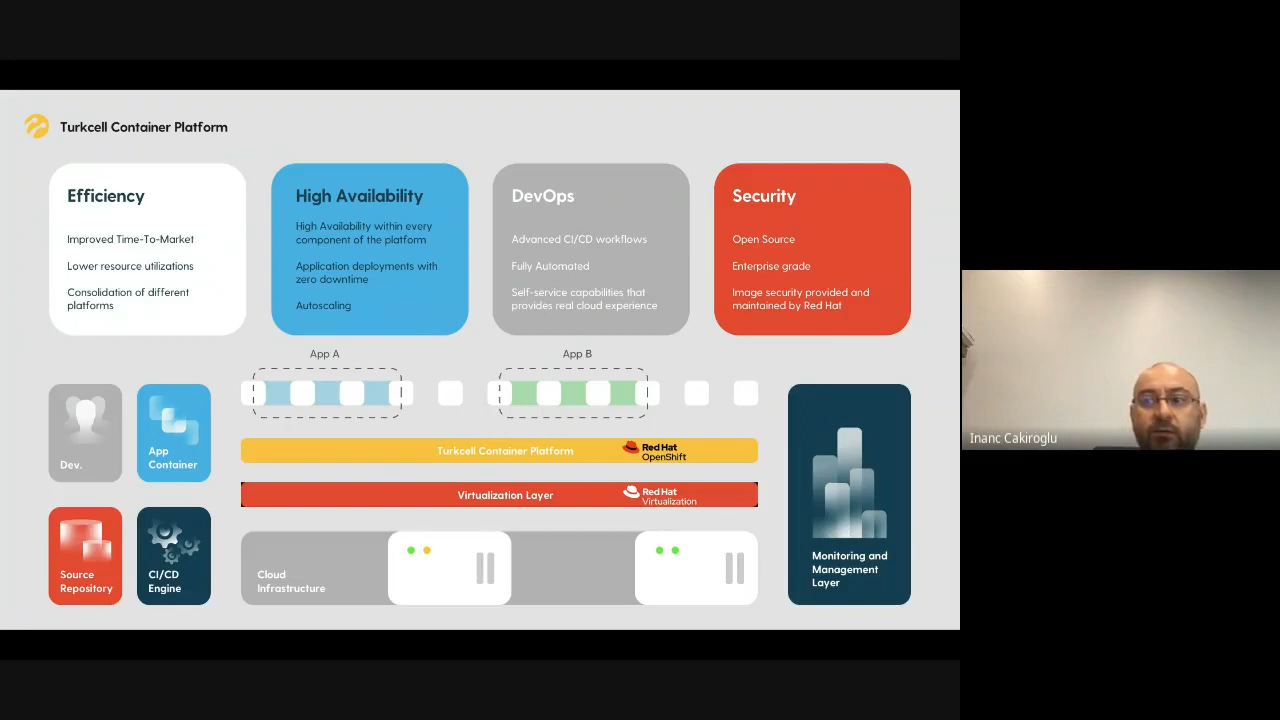 Turkcell Container Platform
Efficiency
Improved Time-To-Market
Lower resource utilizations
Consolidation of different
platforms
High Availability
High Availability within every
component of the platform
Application deployments with
zero downtime
Autoscaling
DevOps
Advanced CI/CD workflows
Fully Automated
Self-service capabilities that
provides real cloud experience
Security
Open Source
Enterprise grade
Image security provided and
maintained by Red Hat
App A
App B
Dev.
App
Container
Source
Repository
CI/CD
Engine
Turkcell Container Platform
Red Hat
OpenShift
Virtualization Layer
Red Hat
Virtualization
Cloud
Infrastructure
Monitoring and
Management
Layer
Inanc Cakiroglu